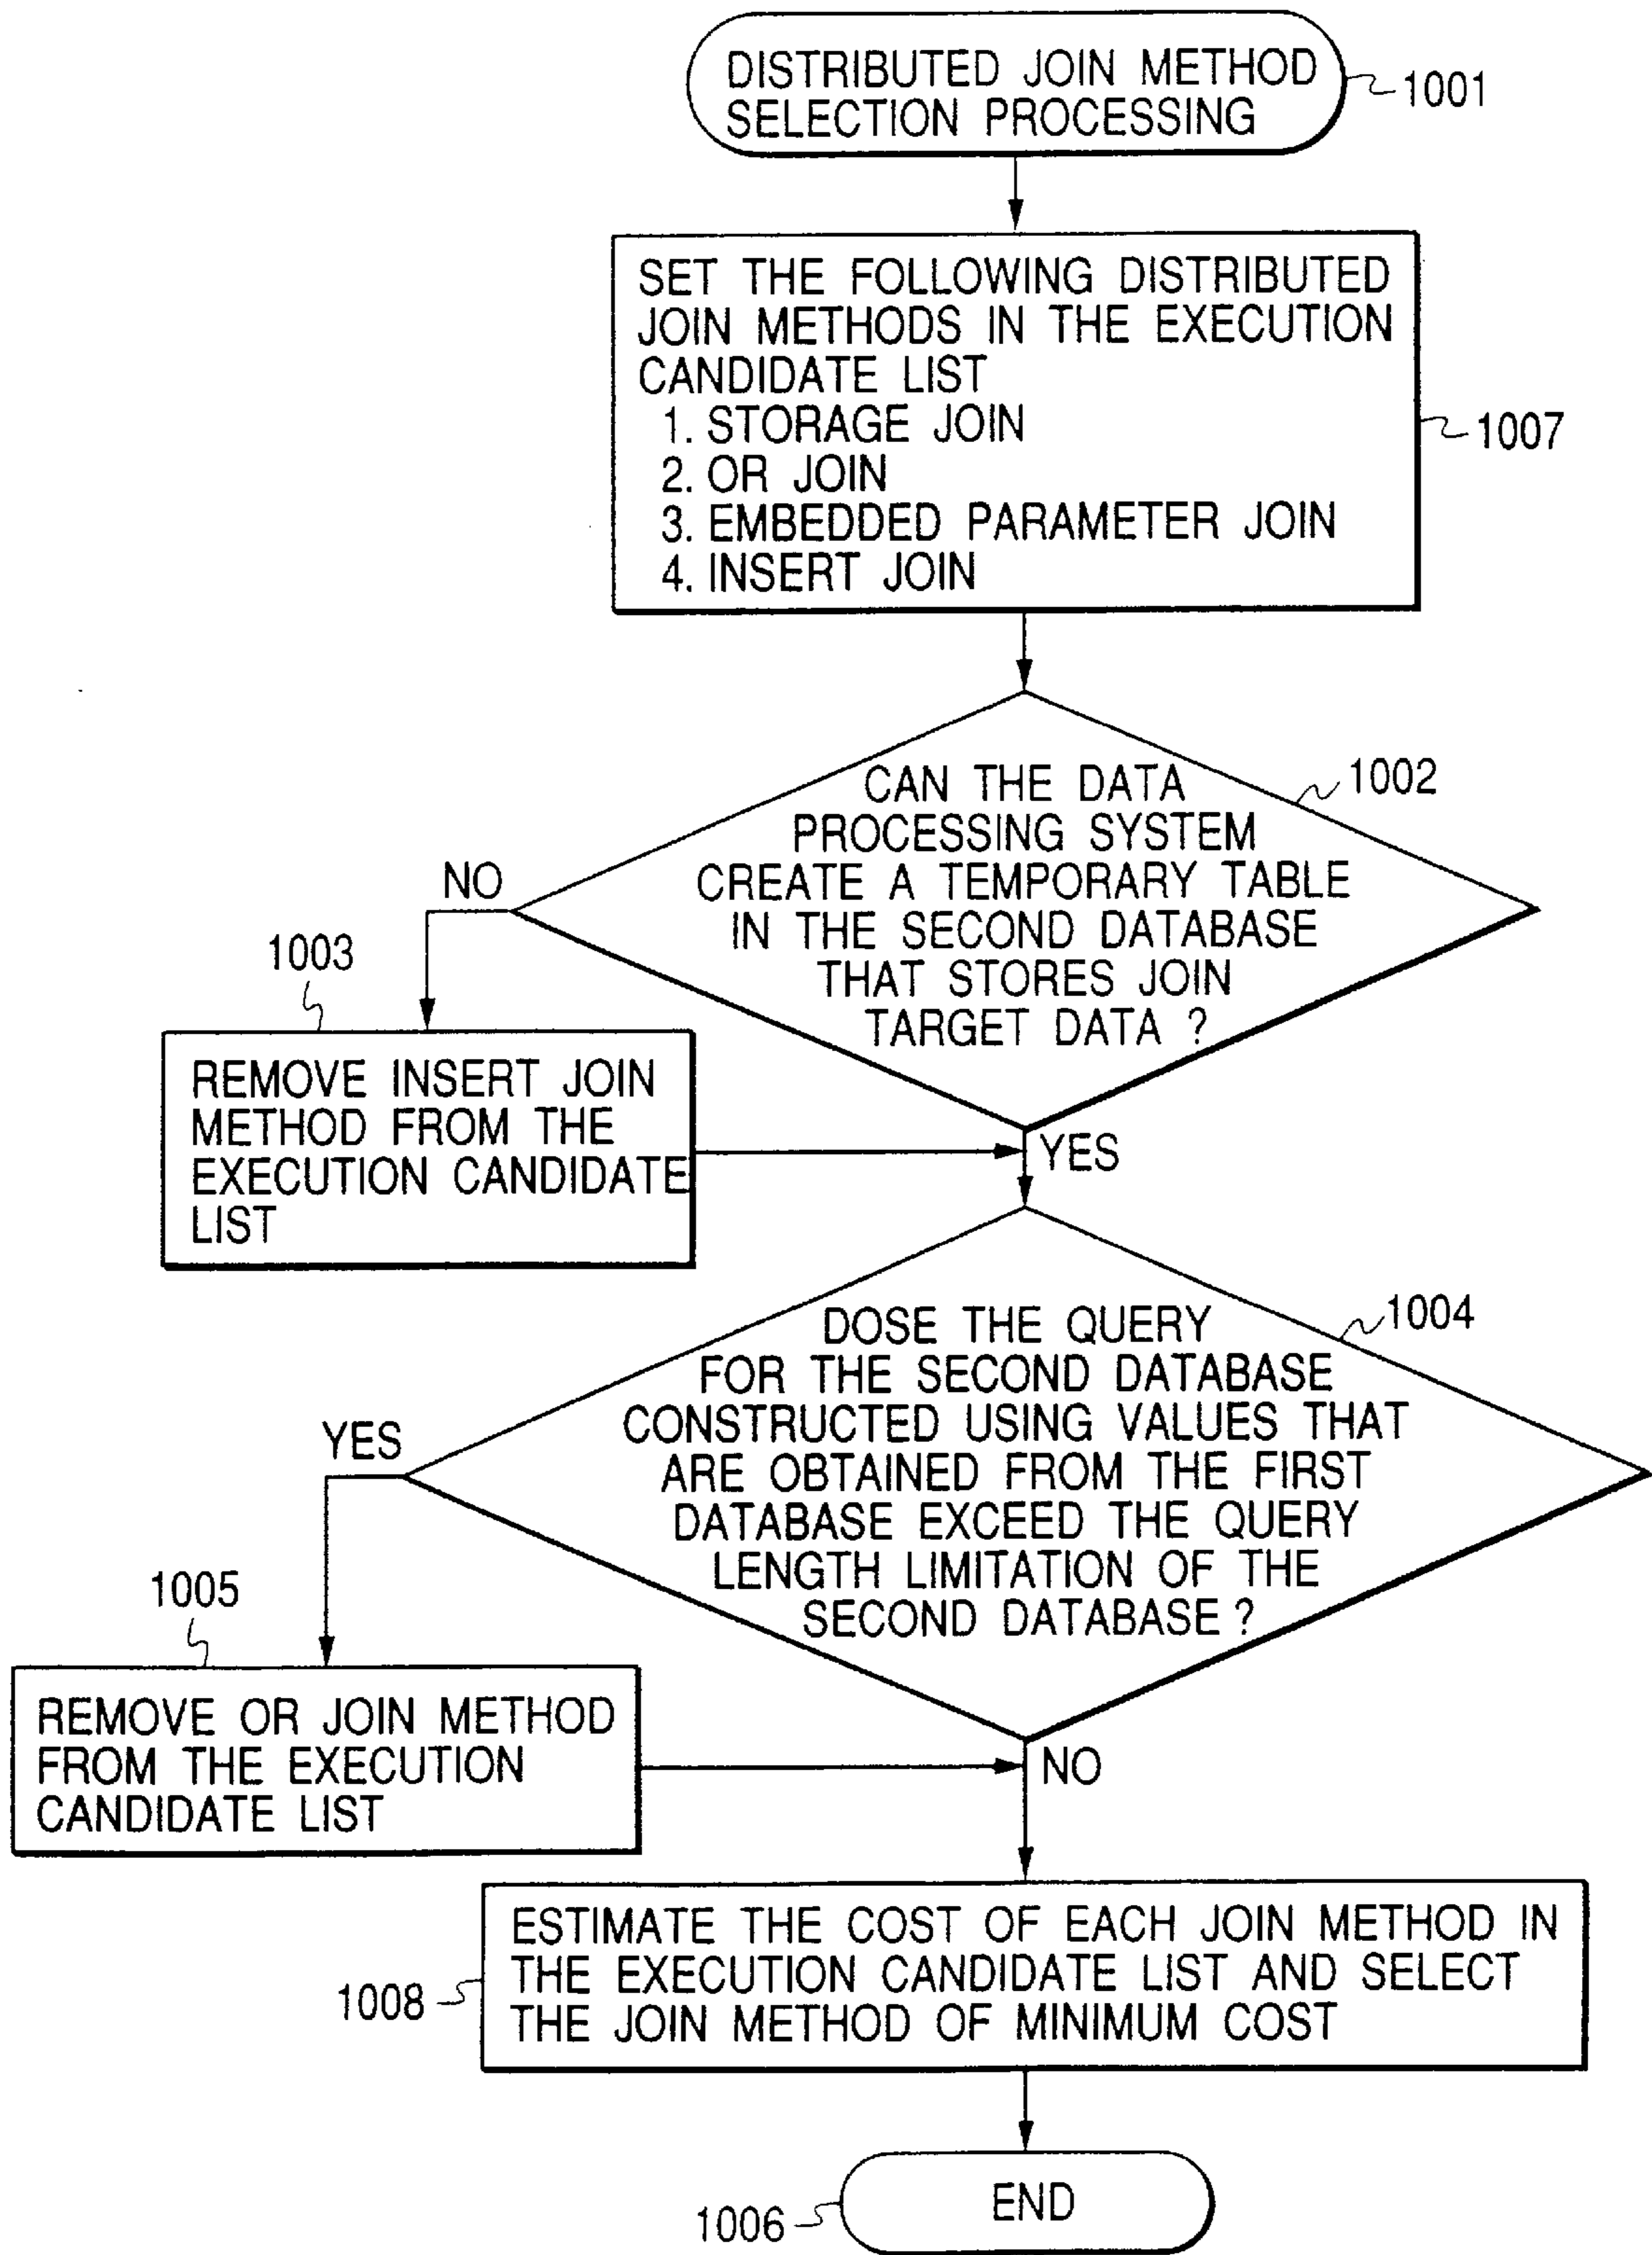 DISTRIBUTED JOIN METHOD
SELECTION PROCESSING
1001
SET THE FOLLOWING DISTRIBUTED
JOIN METHODS IN THE EXECUTION
CANDIDATE LIST
1. STORAGE JOIN
2. OR JOIN
3. EMBEDDED PARAMETER JOIN
4. INSERT JOIN
1007
CAN THE DATA
PROCESSING SYSTEM
CREATE A TEMPORARY TABLE
IN THE SECOND DATABASE
THAT STORES JOIN
TARGET DATA ?
1002
NO
1003
REMOVE INSERT JOIN
METHOD FROM THE
EXECUTION CANDIDATE
LIST
YES
DOSE THE QUERY
FOR THE SECOND DATABASE
CONSTRUCTED USING VALUES THAT
ARE OBTAINED FROM THE FIRST
DATABASE EXCEED THE QUERY
LENGTH LIMITATION OF THE
SECOND DATABASE ?
1004
YES
1005
REMOVE OR JOIN METHOD
FROM THE EXECUTION
CANDIDATE LIST
NO
ESTIMATE THE COST OF EACH JOIN METHOD IN
THE EXECUTION CANDIDATE LIST AND SELECT
THE JOIN METHOD OF MINIMUM COST
1008
END
1006